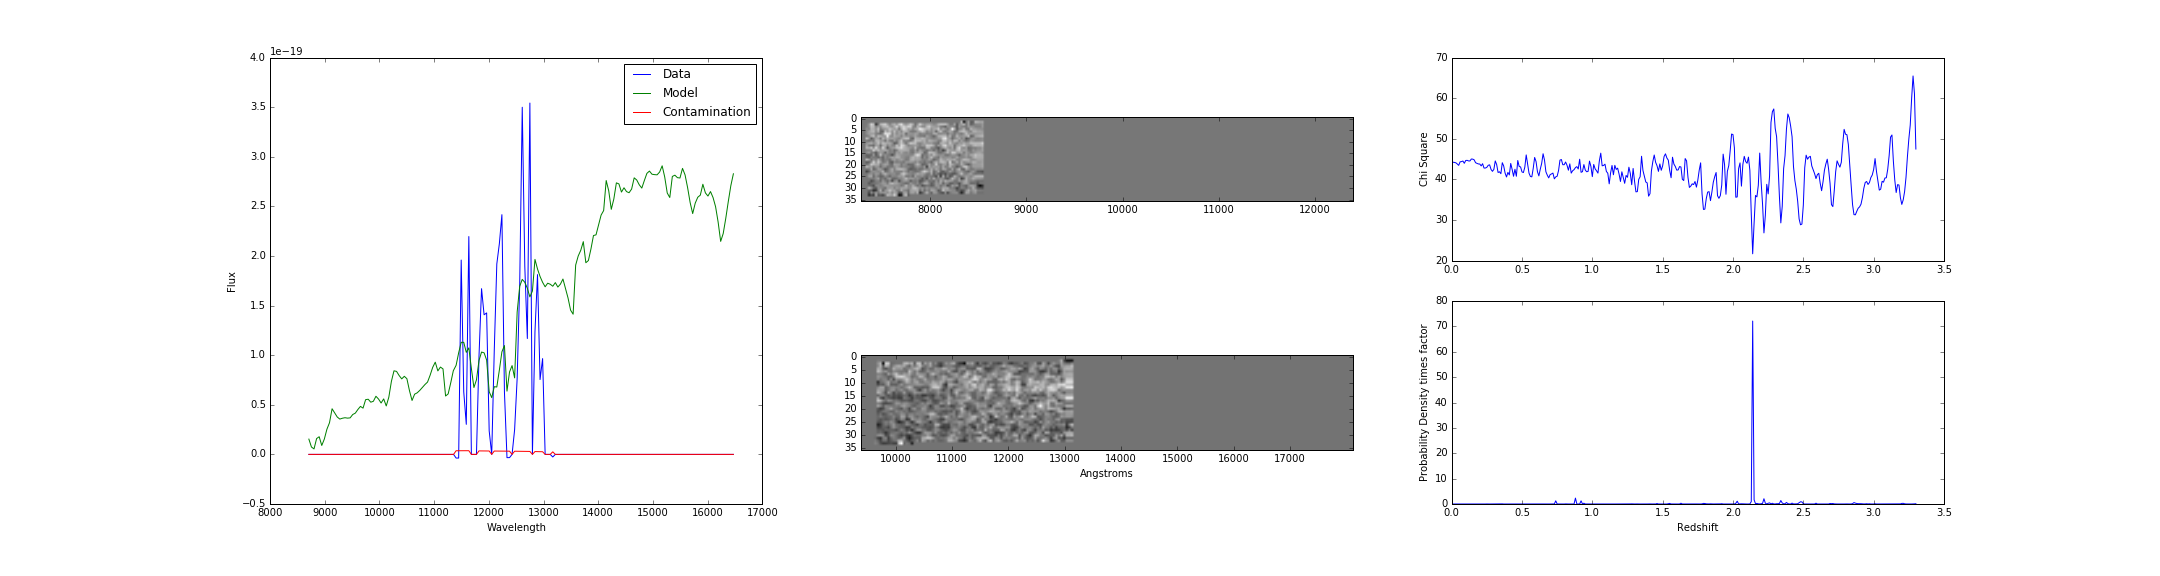 1e−19
4.0
3.5
3.0
2.5
2.0
1.5
1.0
0.5
0.0
−0.5
Flux
8000 9000 10000 11000 12000 13000 14000 15000 16000 17000
Wavelength
Data
Model
Contamination
0
5
10
15
20
25
30
35
8000 9000 10000 11000 12000
0
5
10
15
20
25
30
35
10000 11000 12000 13000 14000 15000 16000 17000
Angstroms
70
60
50
40
30
20
Chi Square
0.0 0.5 1.0 1.5 2.0 2.5 3.0 3.5
80
70
60
50
40
30
20
10
0
Probability Density times factor
0.0 0.5 1.0 1.5 2.0 2.5 3.0 3.5
Redshift